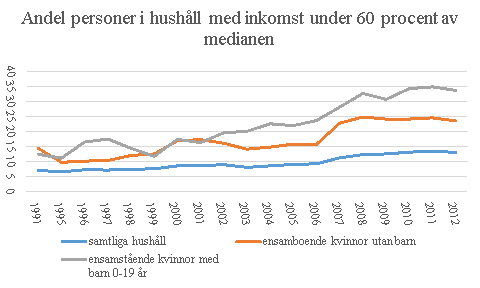 Andel personer i hushåll med inkomst under 60 procent av
medianen
40
35
30
25
20
15
10
5
0
1991 1995 1996 1997 1998 1999 2000 2001 2002 2003 2004 2005 2006 2007 2008 2009 2010 2011 2012
samtliga hushåll ensamboende kvinnor utan barn
ensamstående kvinnor med
barn 0-19 år